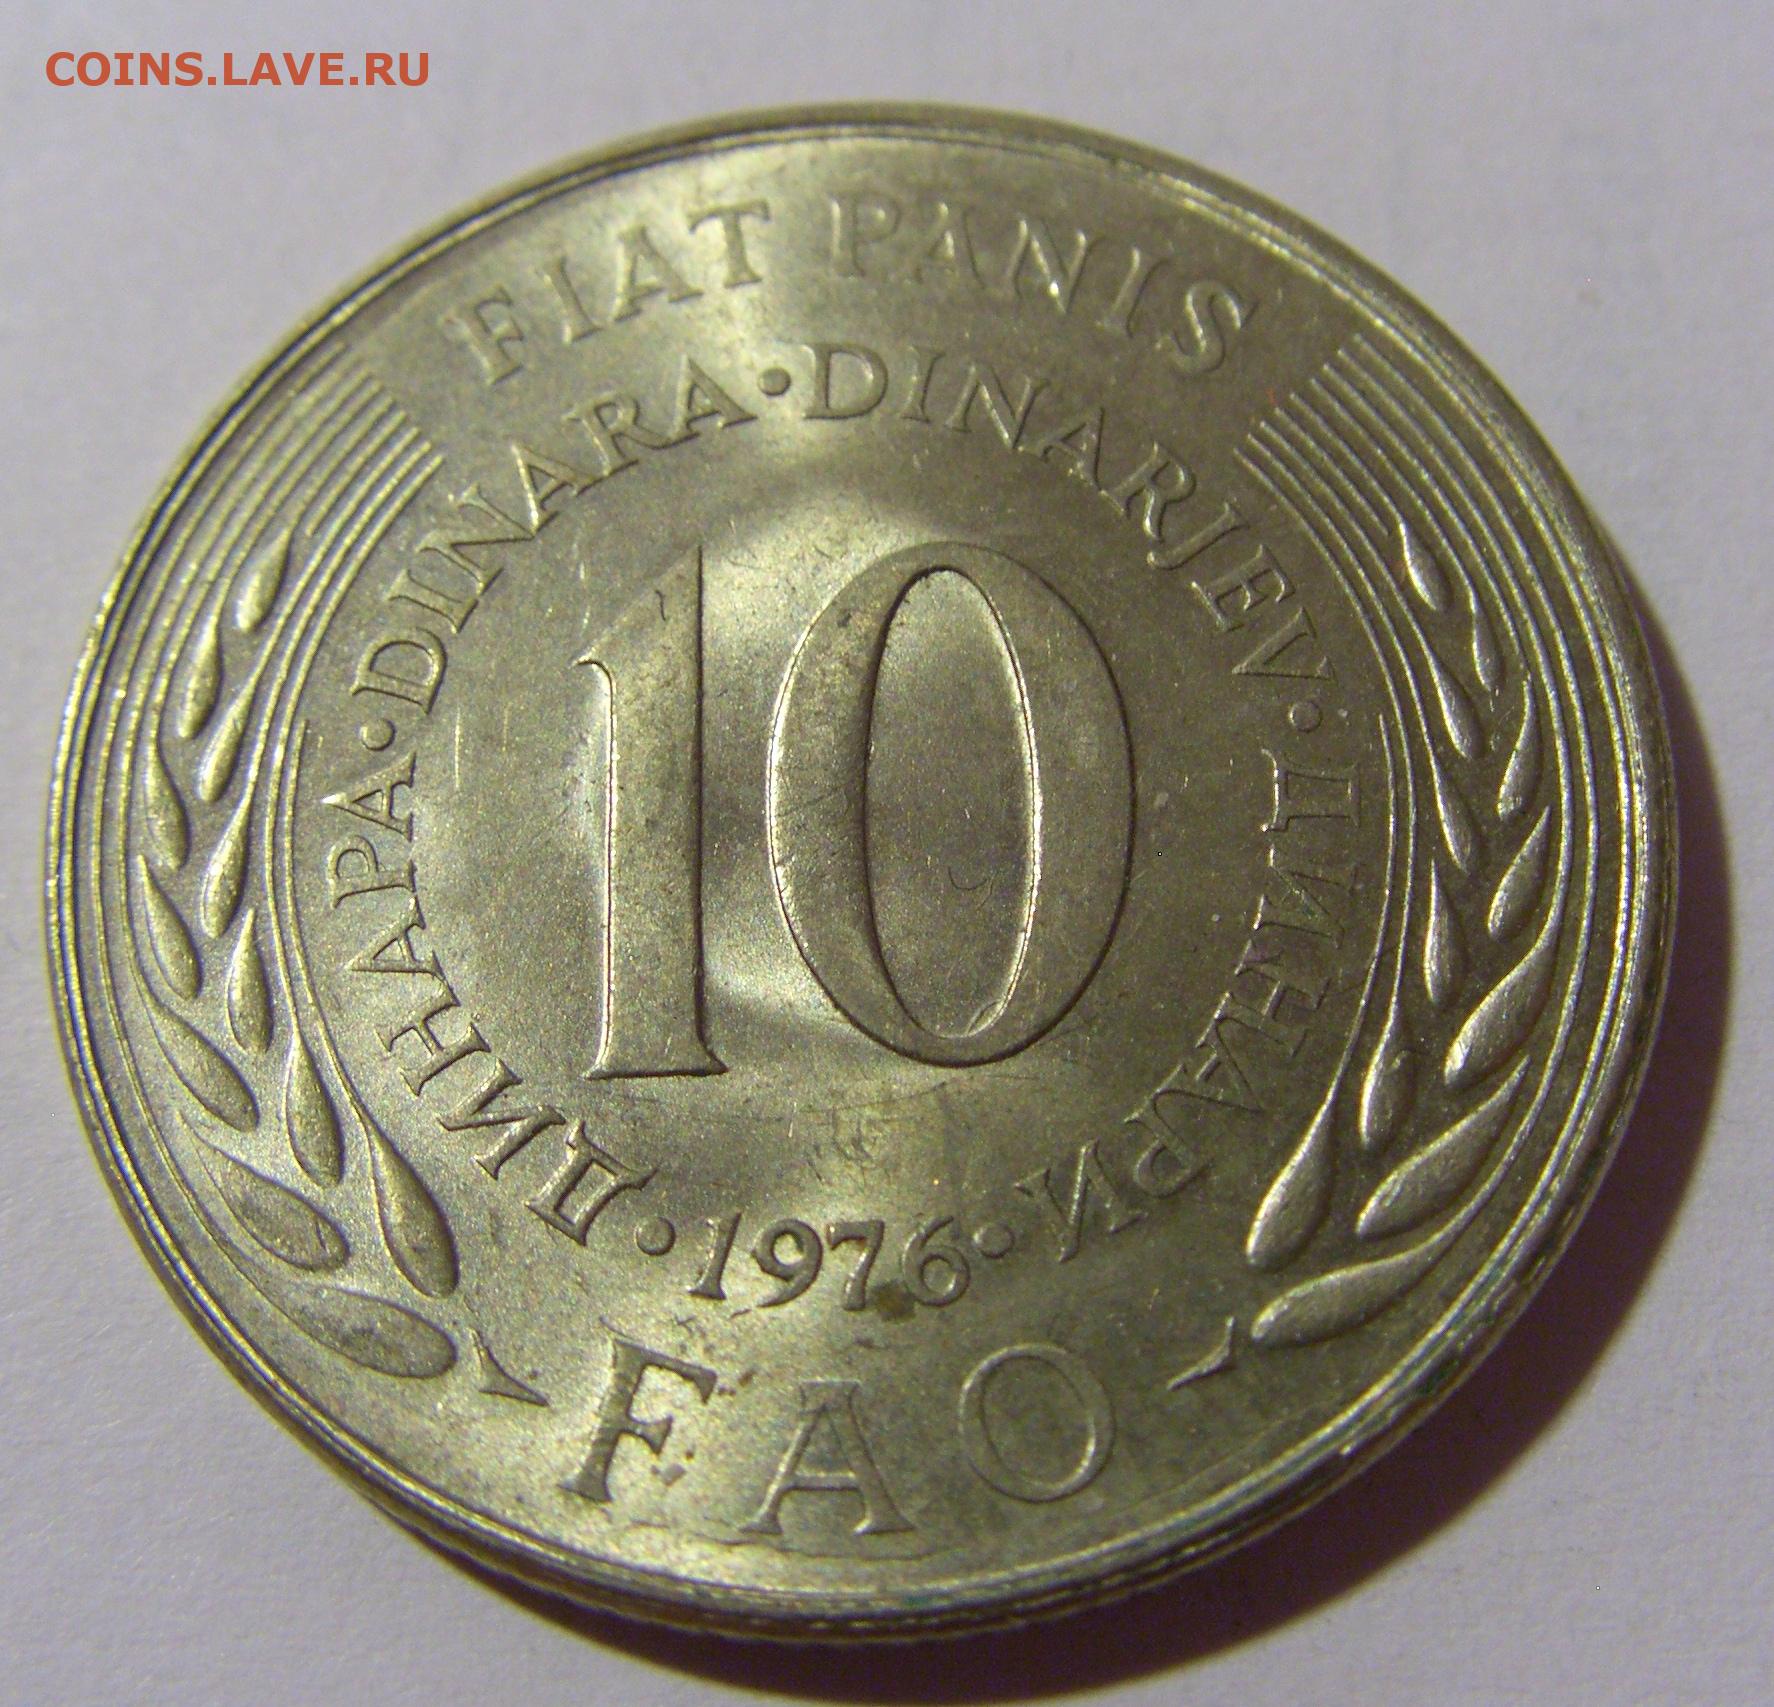 COINS.LAVE.RU
FIAT PANIS
ДИНАРА·DINARA·DINARJEV·ДИНАРИ
10
·1976·
FAO